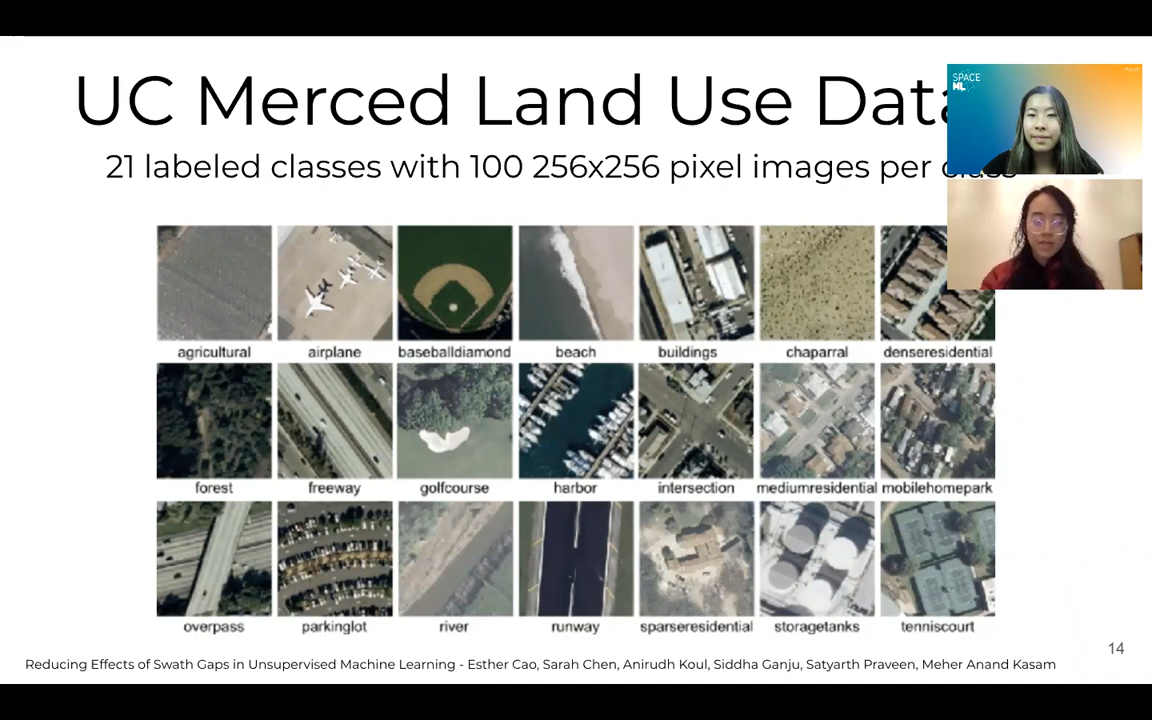 UC Merced Land Use Data
SPACE
ML
21 labeled classes with 100 256x256 pixel images per class
agricultural airplane baseballdiamond beach buildings chaparral denseresidential
forest freeway golfcourse harbor intersection mediumresidential mobilehomepark
overpass parkinglot river runway sparseresidential storagetanks tenniscourt
14
Reducing Effects of Swath Gaps in Unsupervised Machine Learning - Esther Cao, Sarah Chen, Anirudh Koul, Siddha Ganju, Satyarth Praveen, Meher Anand Kasam